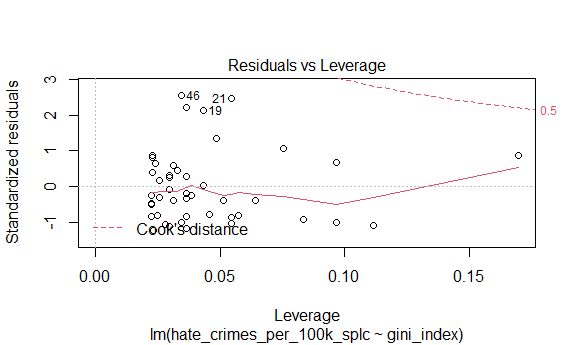 Residuals vs Leverage
Standardized residuals
3
2
1
0
-1
46
21
19
0.5
Cook's distance
0.00
0.05
0.10
0.15
Leverage
lm(hate_crimes_per_100k_splc ~ gini_index)